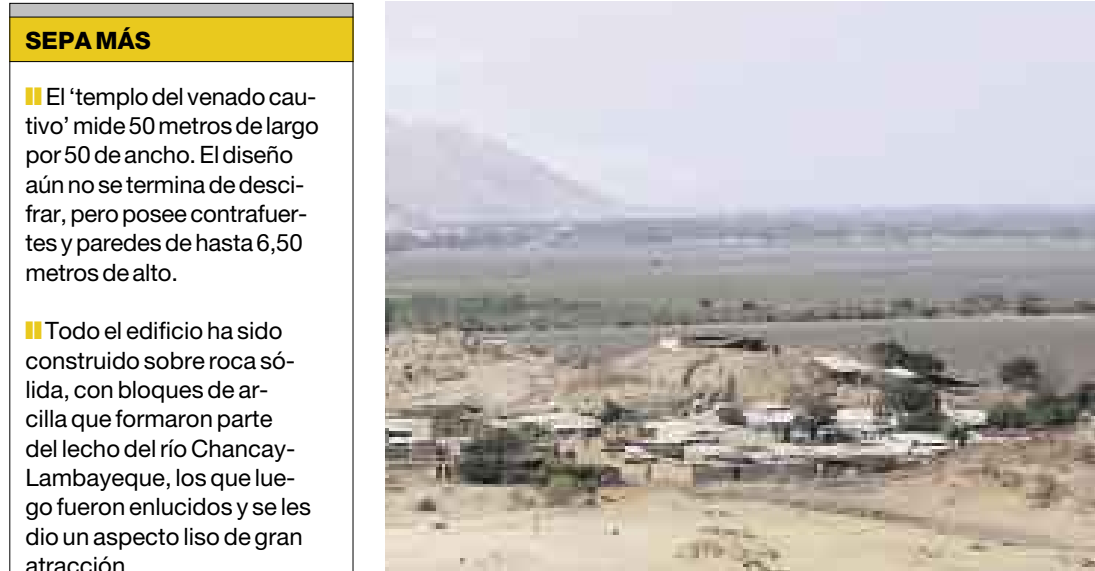 SEPA MÁS
El ‘templo del venado cau-
tivo’ mide 50 metros de largo
por 50 de ancho. El diseño
aún no se termina de desci-
frar, pero posee contrafuer-
tes y paredes de hasta 6,50
metros de alto.
Todo el edificio ha sido
construido sobre roca só-
lida, con bloques de ar-
cilla que formaron parte
del lecho del río Chancay-
Lambayeque, los que lue-
go fueron enlucidos y se les
dio un aspecto liso de gran
atracción